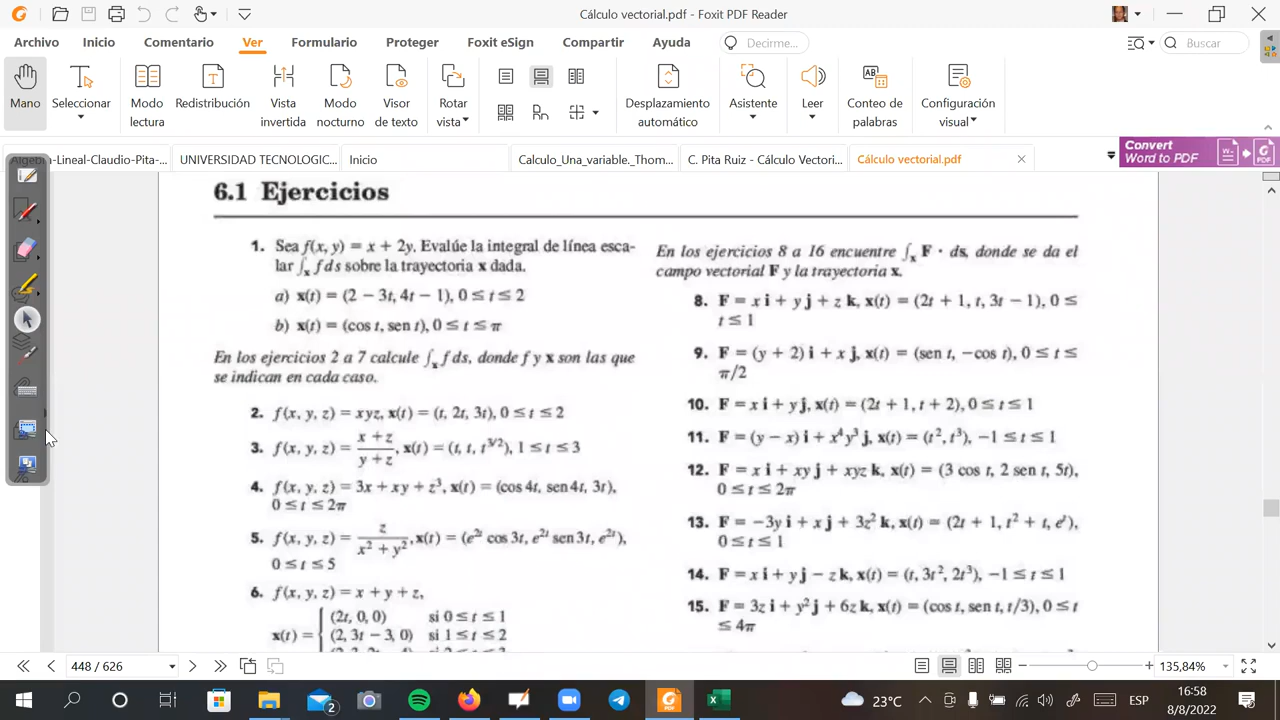 Cálculo vectorial.pdf - Foxit PDF Reader
Archivo Inicio Comentario Ver Formulario Proteger Foxit eSign Compartir Ayuda Decirme... Buscar
Mano Seleccionar Modo lectura Redistribución Vista invertida Modo nocturno Visor de texto Rotar vista Desplazamiento automático Asistente Leer Conteo de palabras Configuración visual
Algebra-Lineal-Claudio-Pita-... UNIVERSIDAD TECNOLOGIC... Inicio Calculo_Una_variable._Thom... C. Pita Ruiz - Cálculo Vectori... Cálculo vectorial.pdf
Convert
Word to PDF
6.1 Ejercicios
1. Sea f(x, y) = x + 2y. Evalúe la integral de línea esca-
lar ∫ₓ f ds sobre la trayectoria x dada.
a) x(t) = (2 − 3t, 4t − 1), 0 ≤ t ≤ 2
b) x(t) = (cos t, sen t), 0 ≤ t ≤ π
En los ejercicios 2 a 7 calcule ∫ₓ f ds, donde f y x son las que
se indican en cada caso.
2. f(x, y, z) = xyz, x(t) = (t, 2t, 3t), 0 ≤ t ≤ 2
3. f(x, y, z) = (x + z)/(y + z), x(t) = (t, t, t^3/2), 1 ≤ t ≤ 3
4. f(x, y, z) = 3x + xy + z³, x(t) = (cos 4t, sen 4t, 3t),
0 ≤ t ≤ 2π
5. f(x, y, z) = z/(x² + y²), x(t) = (e^2t cos 3t, e^2t sen 3t, e^2t),
0 ≤ t ≤ 5
6. f(x, y, z) = x + y + z,
(2t, 0, 0) si 0 ≤ t ≤ 1
x(t) = { (2, 3t − 3, 0) si 1 ≤ t ≤ 2
En los ejercicios 8 a 16 encuentre ∫ₓ F · ds, donde se da el
campo vectorial F y la trayectoria x.
8. F = x i + y j + z k, x(t) = (2t + 1, t, 3t − 1), 0 ≤
t ≤ 1
9. F = (y + 2) i + x j, x(t) = (sen t, −cos t), 0 ≤ t ≤
π/2
10. F = x i + y j, x(t) = (2t + 1, t + 2), 0 ≤ t ≤ 1
11. F = (y − x) i + x⁴y³ j, x(t) = (t², t³), −1 ≤ t ≤ 1
12. F = x i + xy j + xyz k, x(t) = (3 cos t, 2 sen t, 5t),
0 ≤ t ≤ 2π
13. F = −3y i + x j + 3z² k, x(t) = (2t + 1, t² + t, eᵗ),
0 ≤ t ≤ 1
14. F = x i + y j − z k, x(t) = (t, 3t², 2t³), −1 ≤ t ≤ 1
15. F = 3z i + y² j + 6z k, x(t) = (cos t, sen t, t/3), 0 ≤ t
≤ 4π
448 / 626 135,84%
2 23°C ESP 16:58
8/8/2022